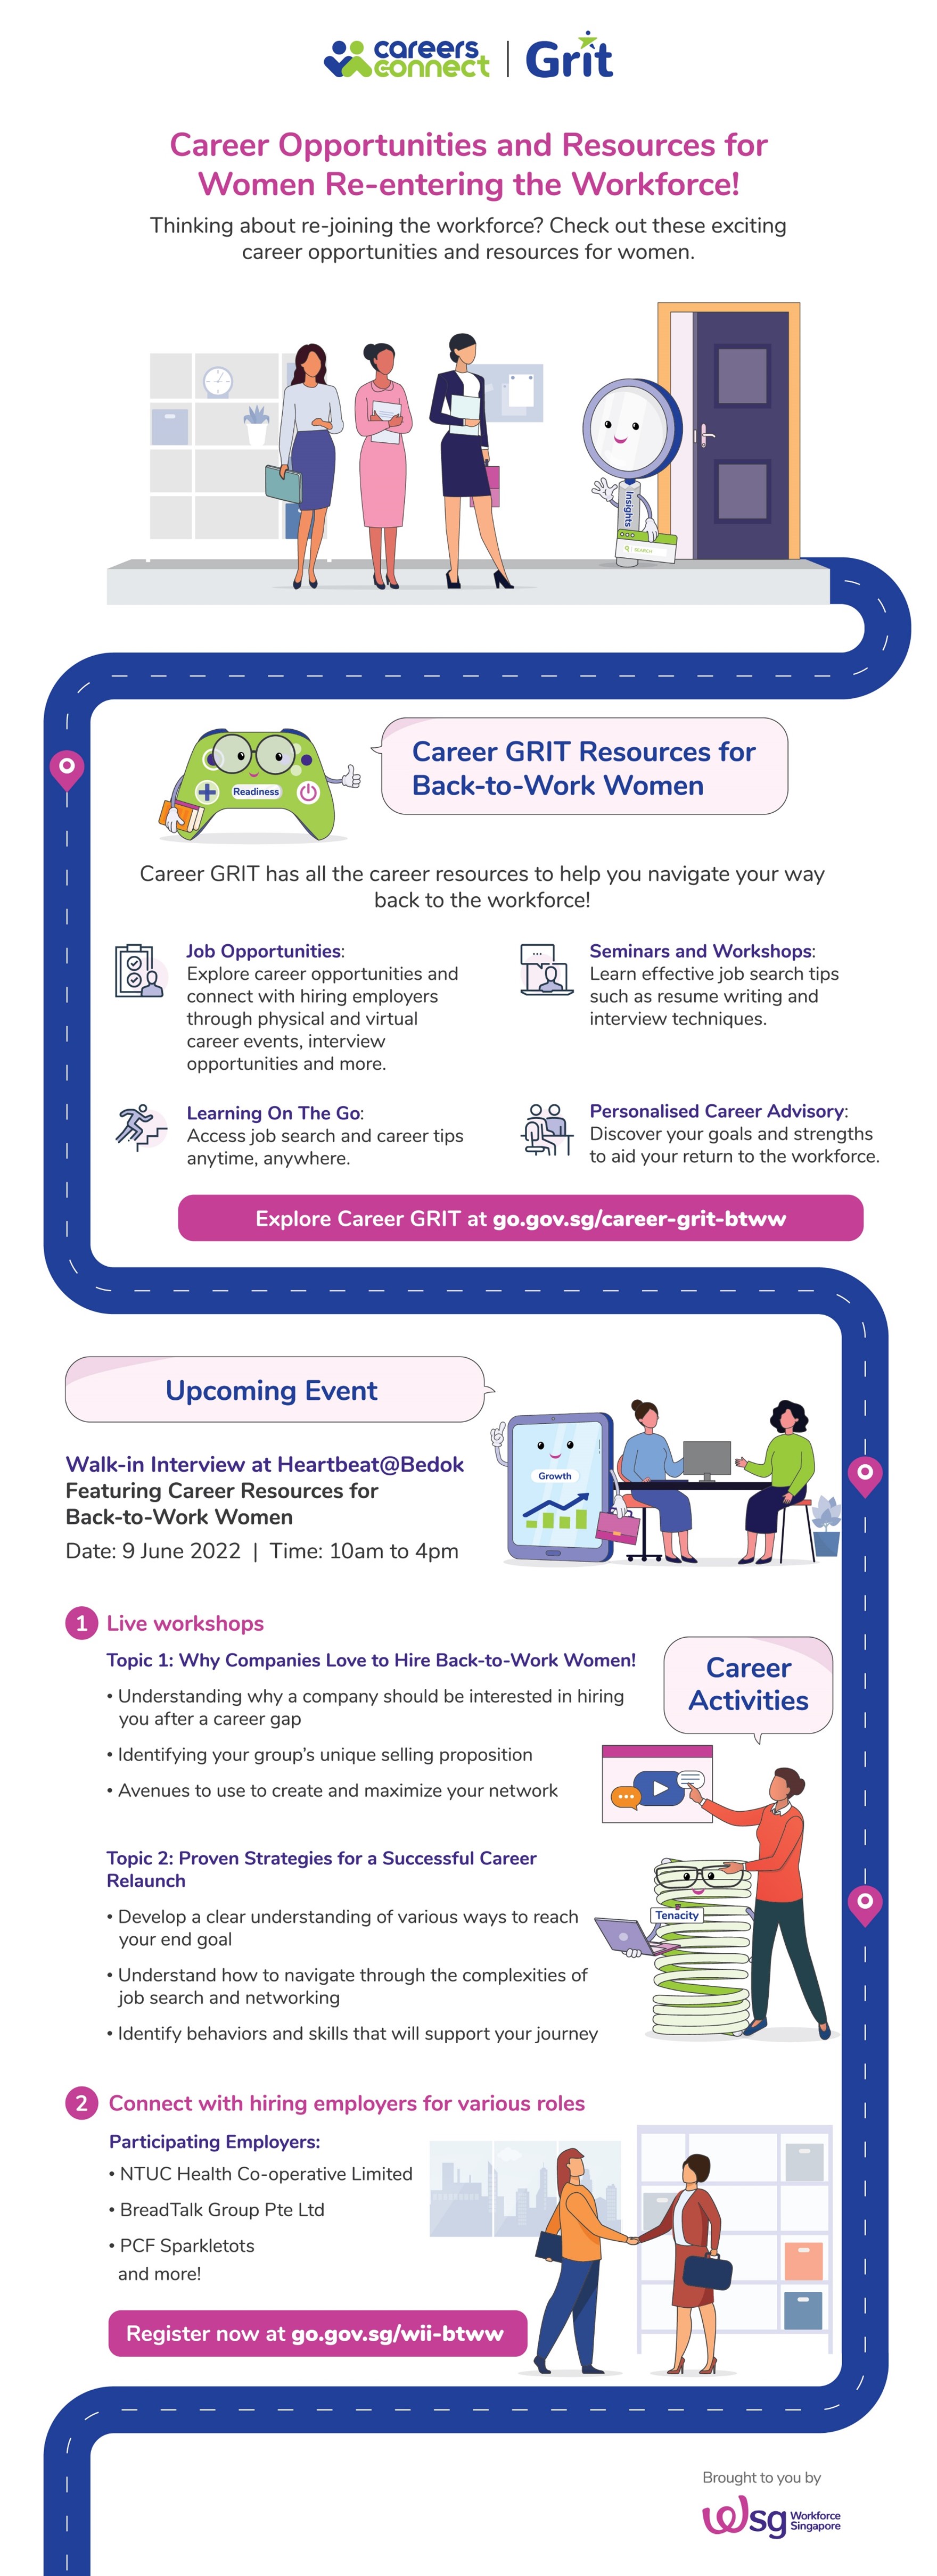 careers
connect | Grit
Career Opportunities and Resources for
Women Re-entering the Workforce!
Thinking about re-joining the workforce? Check out these exciting
career opportunities and resources for women.
Insights
SEARCH
Readiness
Career GRIT Resources for
Back-to-Work Women
Career GRIT has all the career resources to help you navigate your way
back to the workforce!
Job Opportunities:
Explore career opportunities and
connect with hiring employers
through physical and virtual
career events, interview
opportunities and more.
Seminars and Workshops:
Learn effective job search tips
such as resume writing and
interview techniques.
Learning On The Go:
Access job search and career tips
anytime, anywhere.
Personalised Career Advisory:
Discover your goals and strengths
to aid your return to the workforce.
Explore Career GRIT at go.gov.sg/career-grit-btww
Upcoming Event
Growth
Walk-in Interview at Heartbeat@Bedok
Featuring Career Resources for
Back-to-Work Women
Date: 9 June 2022 | Time: 10am to 4pm
1 Live workshops
Career
Activities
Topic 1: Why Companies Love to Hire Back-to-Work Women!
• Understanding why a company should be interested in hiring
you after a career gap
• Identifying your group's unique selling proposition
• Avenues to use to create and maximize your network
Topic 2: Proven Strategies for a Successful Career
Relaunch
• Develop a clear understanding of various ways to reach
your end goal
• Understand how to navigate through the complexities of
job search and networking
• Identify behaviors and skills that will support your journey
Tenacity
2 Connect with hiring employers for various roles
Participating Employers:
• NTUC Health Co-operative Limited
• BreadTalk Group Pte Ltd
• PCF Sparkletots
and more!
Register now at go.gov.sg/wii-btww
Brought to you by
wsg Workforce
Singapore